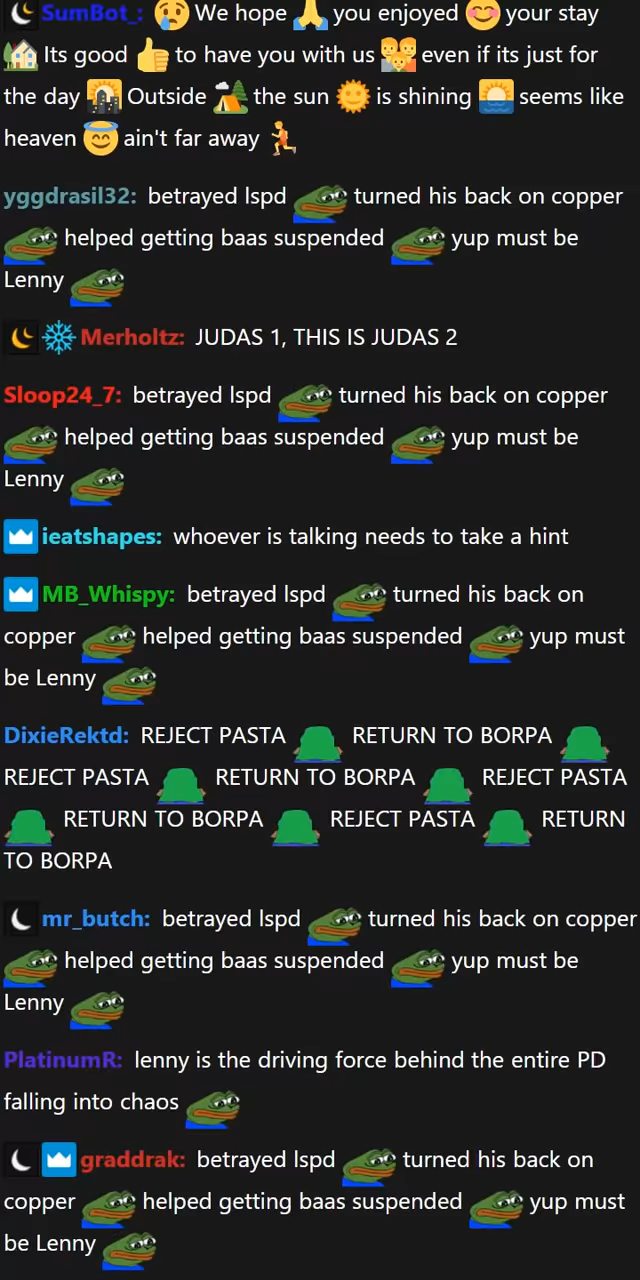 SumBot_: We hope you enjoyed your stay
Its good to have you with us even if its just for
the day Outside the sun is shining seems like
heaven ain't far away
yggdrasil32: betrayed lspd turned his back on copper
helped getting baas suspended yup must be
Lenny
Merholtz: JUDAS 1, THIS IS JUDAS 2
Sloop24_7: betrayed lspd turned his back on copper
helped getting baas suspended yup must be
Lenny
ieatshapes: whoever is talking needs to take a hint
MB_Whispy: betrayed lspd turned his back on
copper helped getting baas suspended yup must
be Lenny
DixieRektd: REJECT PASTA RETURN TO BORPA
REJECT PASTA RETURN TO BORPA REJECT PASTA
RETURN TO BORPA REJECT PASTA RETURN
TO BORPA
mr_butch: betrayed lspd turned his back on copper
helped getting baas suspended yup must be
Lenny
PlatinumR: lenny is the driving force behind the entire PD
falling into chaos
graddrak: betrayed lspd turned his back on
copper helped getting baas suspended yup must
be Lenny